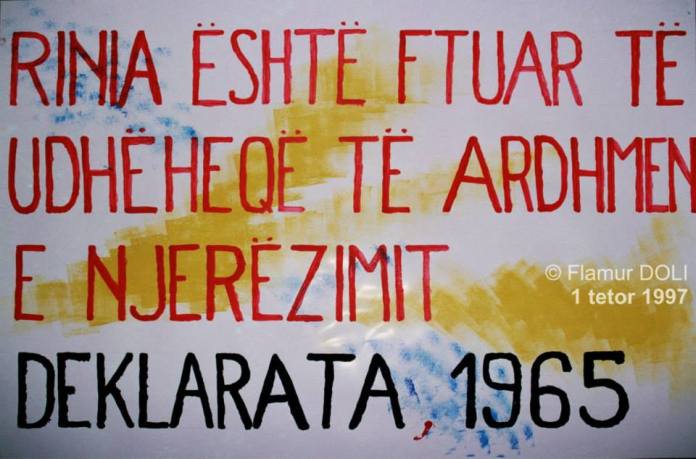 RINIA ËSHTË FTUAR TË
UDHËHEQË TË ARDHMEN
E NJERËZIMIT
© Flamur DOLI
1 tetor 1997
DEKLARATA, 1965